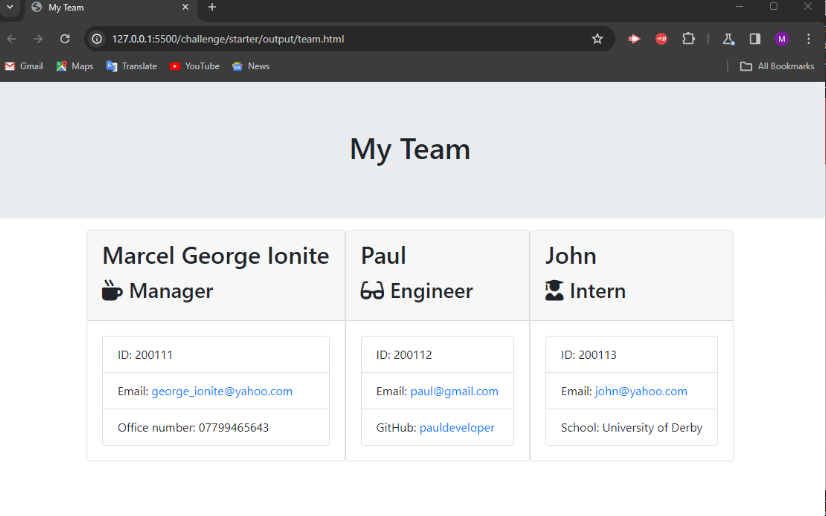 My Team
127.0.0.1:5500/challenge/starter/output/team.html
M
Gmail Maps Translate YouTube News All Bookmarks
My Team
Marcel George Ionite
Manager
ID: 200111
Email: george_ionite@yahoo.com
Office number: 07799465643
Paul
Engineer
ID: 200112
Email: paul@gmail.com
GitHub: pauldeveloper
John
Intern
ID: 200113
Email: john@yahoo.com
School: University of Derby